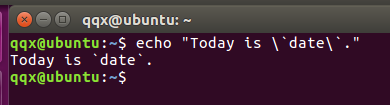 qqx@ubuntu: ~
qqx@ubuntu:~$ echo "Today is \`date\`."
Today is `date`.
qqx@ubuntu:~$